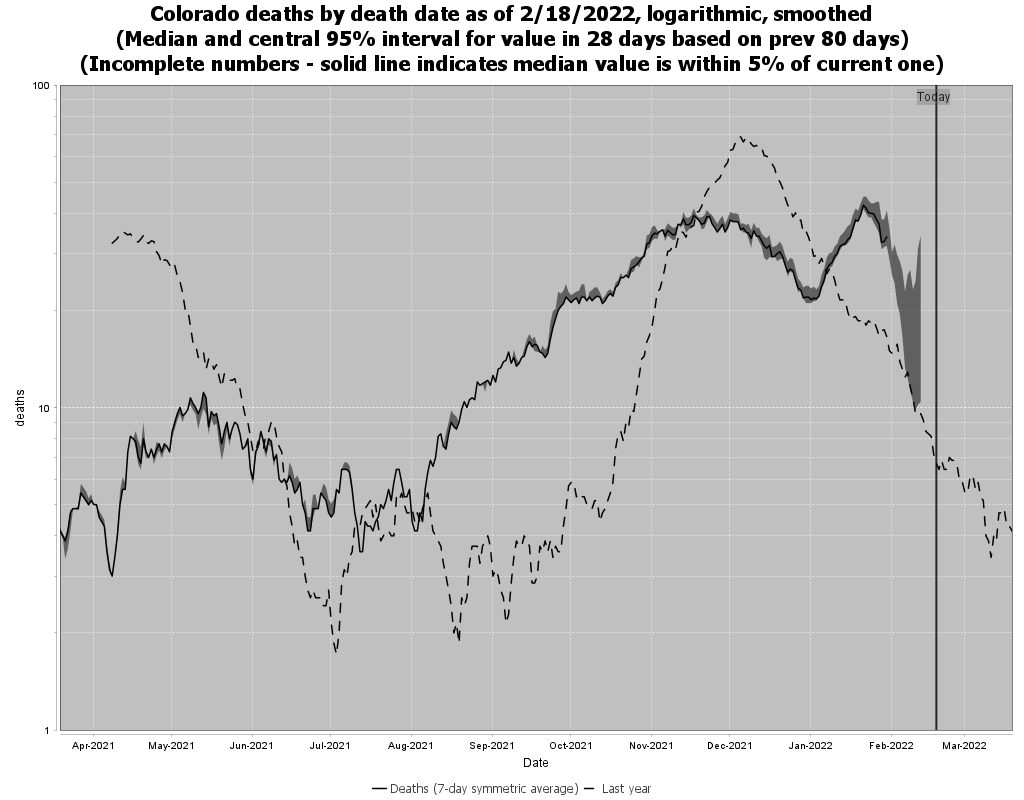 Colorado deaths by death date as of 2/18/2022, logarithmic, smoothed
(Median and central 95% interval for value in 28 days based on prev 80 days)
(Incomplete numbers - solid line indicates median value is within 5% of current one)
Today
100
10
1
deaths
Apr-2021 May-2021 Jun-2021 Jul-2021 Aug-2021 Sep-2021 Oct-2021 Nov-2021 Dec-2021 Jan-2022 Feb-2022 Mar-2022
Date
Deaths (7-day symmetric average) Last year